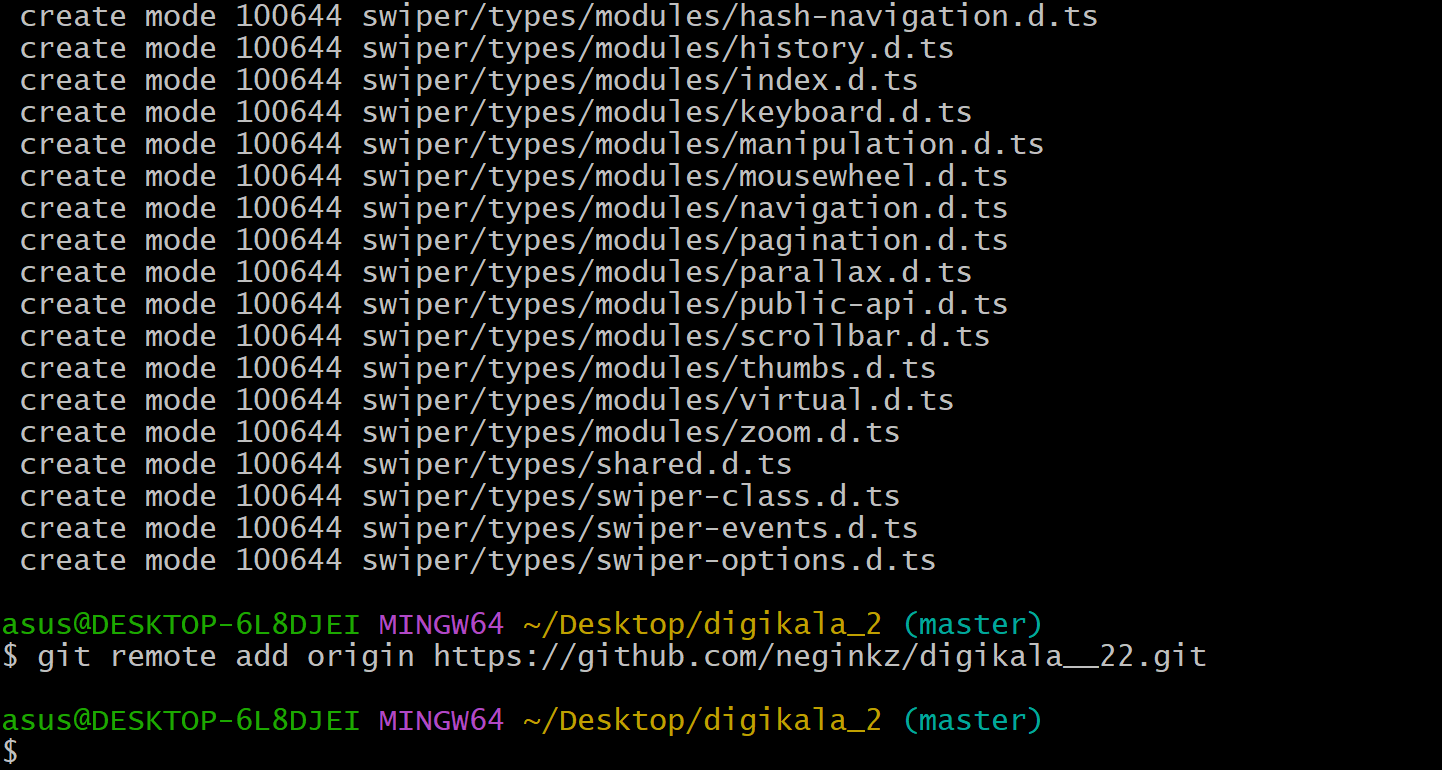 create mode 100644 swiper/types/modules/hash-navigation.d.ts
create mode 100644 swiper/types/modules/history.d.ts
create mode 100644 swiper/types/modules/index.d.ts
create mode 100644 swiper/types/modules/keyboard.d.ts
create mode 100644 swiper/types/modules/manipulation.d.ts
create mode 100644 swiper/types/modules/mousewheel.d.ts
create mode 100644 swiper/types/modules/navigation.d.ts
create mode 100644 swiper/types/modules/pagination.d.ts
create mode 100644 swiper/types/modules/parallax.d.ts
create mode 100644 swiper/types/modules/public-api.d.ts
create mode 100644 swiper/types/modules/scrollbar.d.ts
create mode 100644 swiper/types/modules/thumbs.d.ts
create mode 100644 swiper/types/modules/virtual.d.ts
create mode 100644 swiper/types/modules/zoom.d.ts
create mode 100644 swiper/types/shared.d.ts
create mode 100644 swiper/types/swiper-class.d.ts
create mode 100644 swiper/types/swiper-events.d.ts
create mode 100644 swiper/types/swiper-options.d.ts
asus@DESKTOP-6L8DJEI MINGW64 ~/Desktop/digikala_2 (master)
$ git remote add origin https://github.com/neginkz/digikala__22.git
asus@DESKTOP-6L8DJEI MINGW64 ~/Desktop/digikala_2 (master)
$